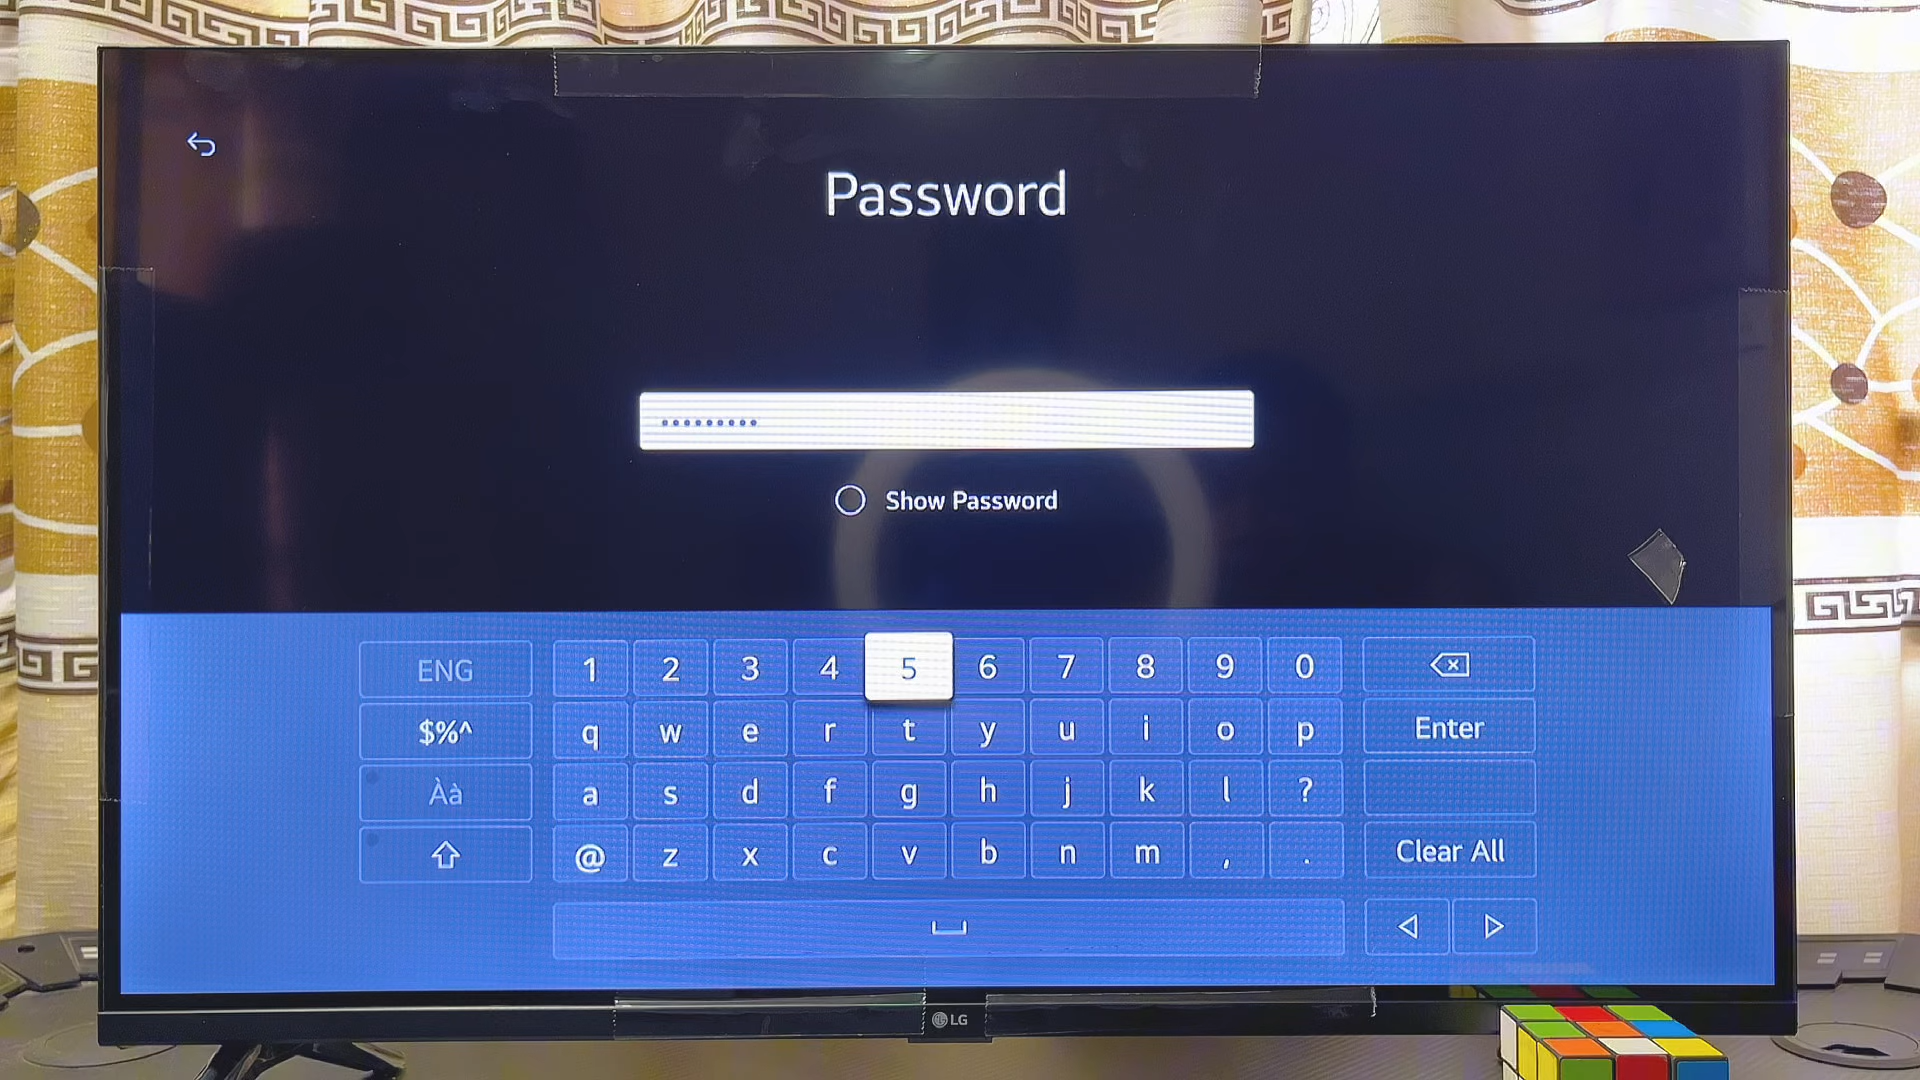 Password
•••••••••
Show Password
ENG 1 2 3 4 5 6 7 8 9 0
$%^ q w e r t y u i o p Enter
Àà a s d f g h j k l ?
@ z x c v b n m , . Clear All
LG